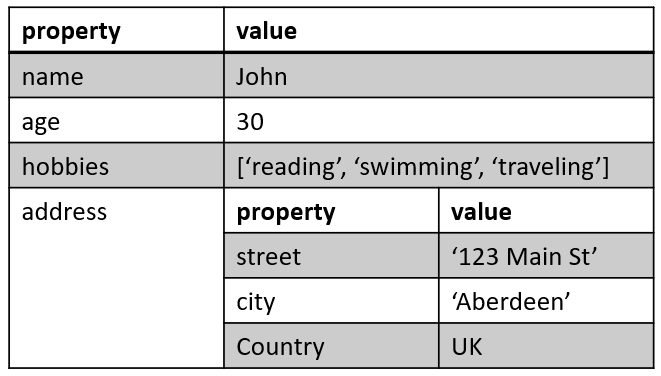 property value
name John
age 30
hobbies [‘reading’, ‘swimming’, ‘traveling’]
address property value
street ‘123 Main St’
city ‘Aberdeen’
Country UK